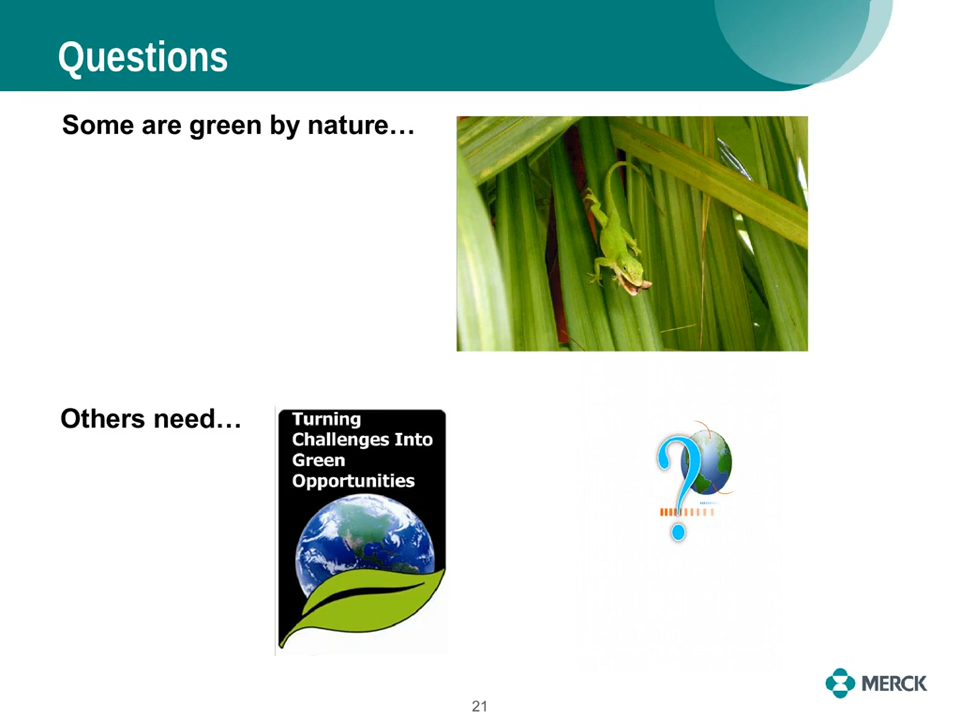 Questions
Some are green by nature…
Others need…
Turning
Challenges Into
Green
Opportunities
?
MERCK
21